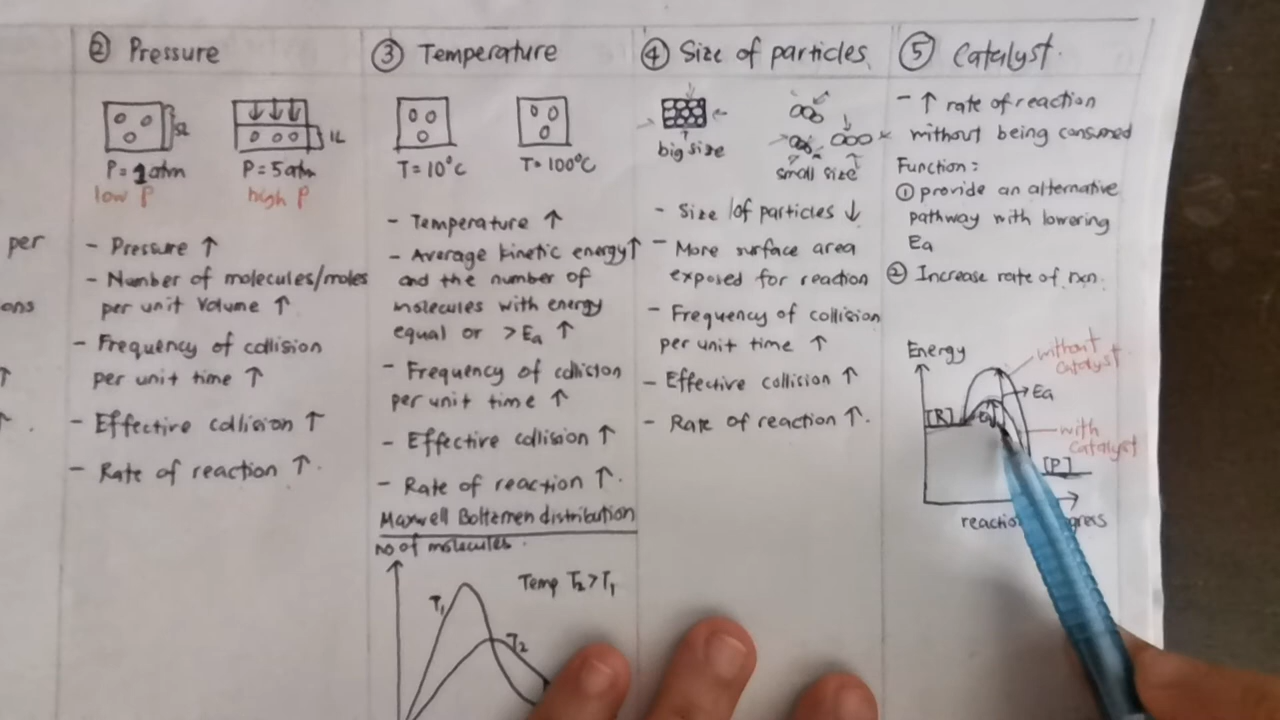 per
ons
↑
↑.
② Pressure
2L
1L
P = 1 atm
P = 5 atm
low P
high P
- Pressure ↑
- Number of molecules/moles
per unit Volume ↑
- Frequency of collision
per unit time ↑
- Effective collision ↑
- Rate of reaction ↑.
③ Temperature
T = 10°C
T = 100°C
- Temperature ↑
- Average kinetic energy ↑
and the number of
molecules with energy
equal or > Ea ↑
- Frequency of collision
per unit time ↑
- Effective collision ↑
- Rate of reaction ↑.
Maxwell Boltzmen distribution
no of molecules.
Temp T2 > T1
T1
T2
④ Size of particles
big size
small size
- Size of particles ↓
- More surface area
exposed for reaction
- Frequency of collision
per unit time ↑
- Effective collision ↑
- Rate of reaction ↑.
⑤ Catalyst.
- ↑ rate of reaction
without being consumed
Function:
① provide an alternative
pathway with lowering
Ea
② Increase rate of rxn.
Energy
without
catalyst
Ea
[R]
Ea
with
catalyst
[P]